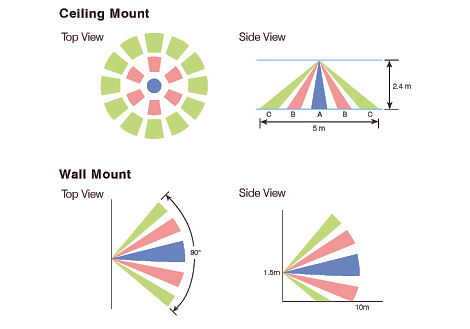 Ceiling Mount
Top View
Side View
2.4 m
C B A B C
5 m
Wall Mount
Top View
Side View
90°
1.5m
10m